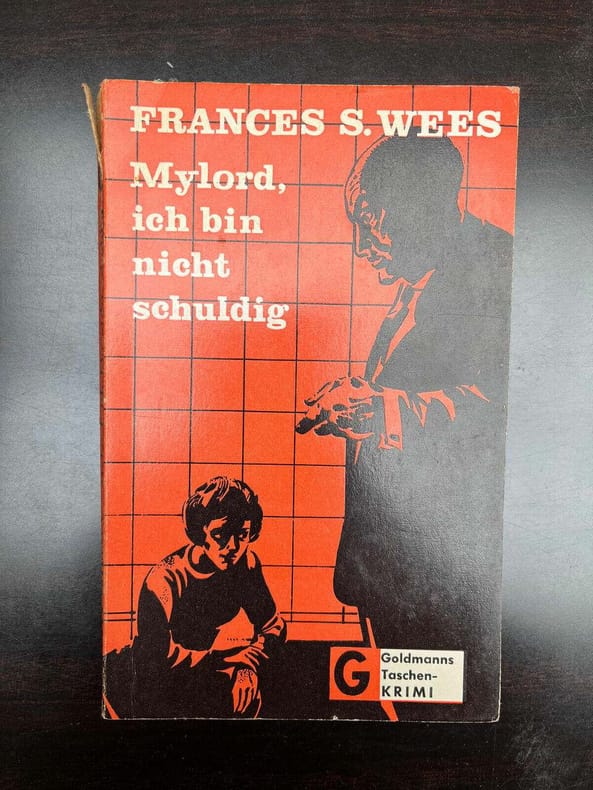 FRANCES S. WEES
Mylord,
ich bin
nicht
schuldig
G
Goldmanns
Taschen-
KRIMI